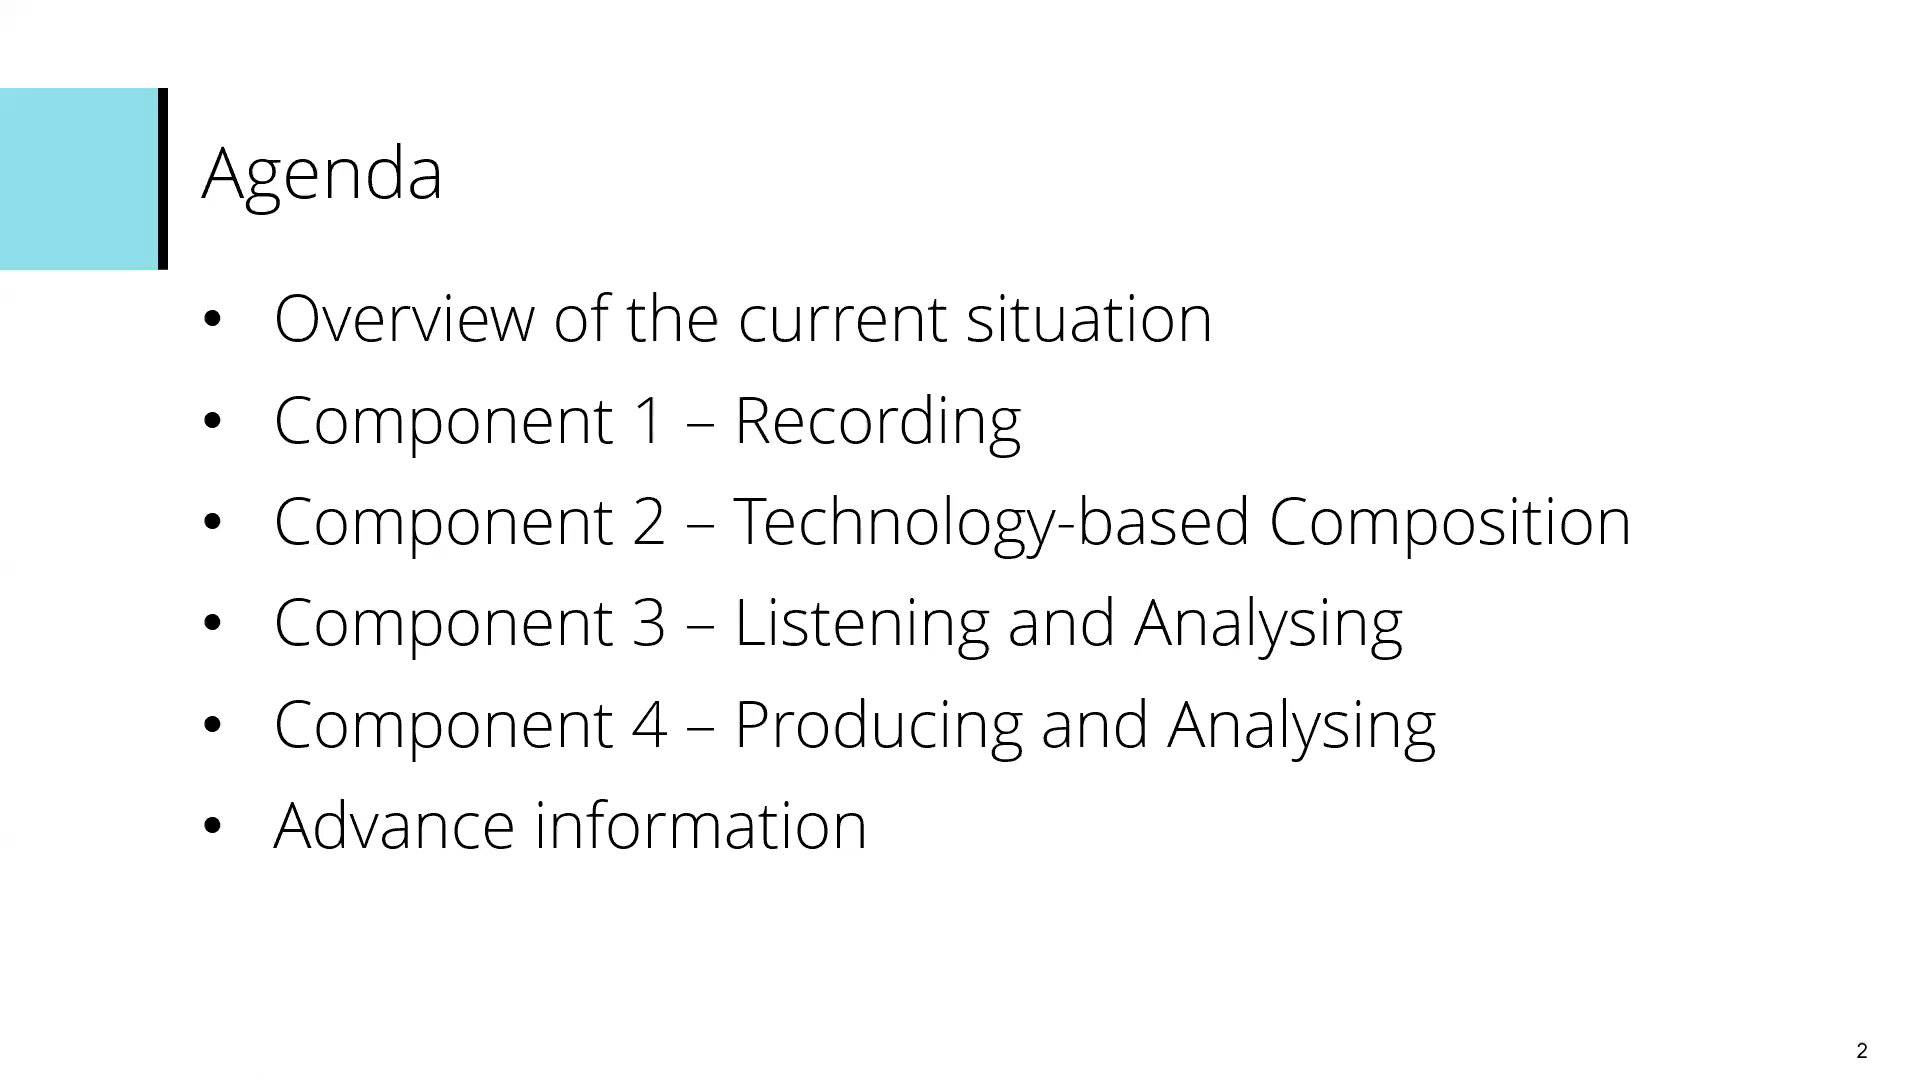 Agenda
• Overview of the current situation
• Component 1 – Recording
• Component 2 – Technology-based Composition
• Component 3 – Listening and Analysing
• Component 4 – Producing and Analysing
• Advance information
2